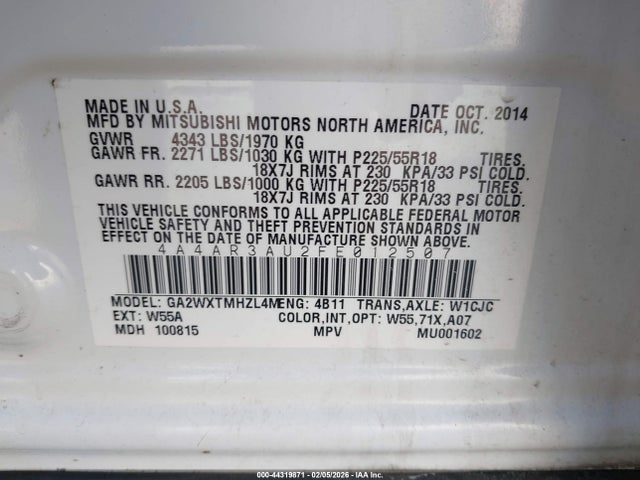 MADE IN U.S.A. DATE OCT. 2014
MFD BY MITSUBISHI MOTORS NORTH AMERICA, INC.
GVWR 4343 LBS/1970 KG
GAWR FR. 2271 LBS/1030 KG WITH P225/55R18 TIRES.
18X7J RIMS AT 230 KPA/33 PSI COLD.
GAWR RR. 2205 LBS/1000 KG WITH P225/55R18 TIRES.
18X7J RIMS AT 230 KPA/33 PSI COLD.
THIS VEHICLE CONFORMS TO ALL APPLICABLE FEDERAL MOTOR
VEHICLE SAFETY AND THEFT PREVENTION STANDARDS IN
EFFECT ON THE DATE OF MANUFACTURE SHOWN ABOVE.
4A4AR3AU2FE012507
MODEL: GA2WXTMHZL4M ENG: 4B11 TRANS,AXLE: W1CJC
EXT: W55A COLOR,INT,OPT: W55,71X,A07
MDH 100815 MPV MU001602
000-44319871 - 02/05/2026 - IAA Inc.